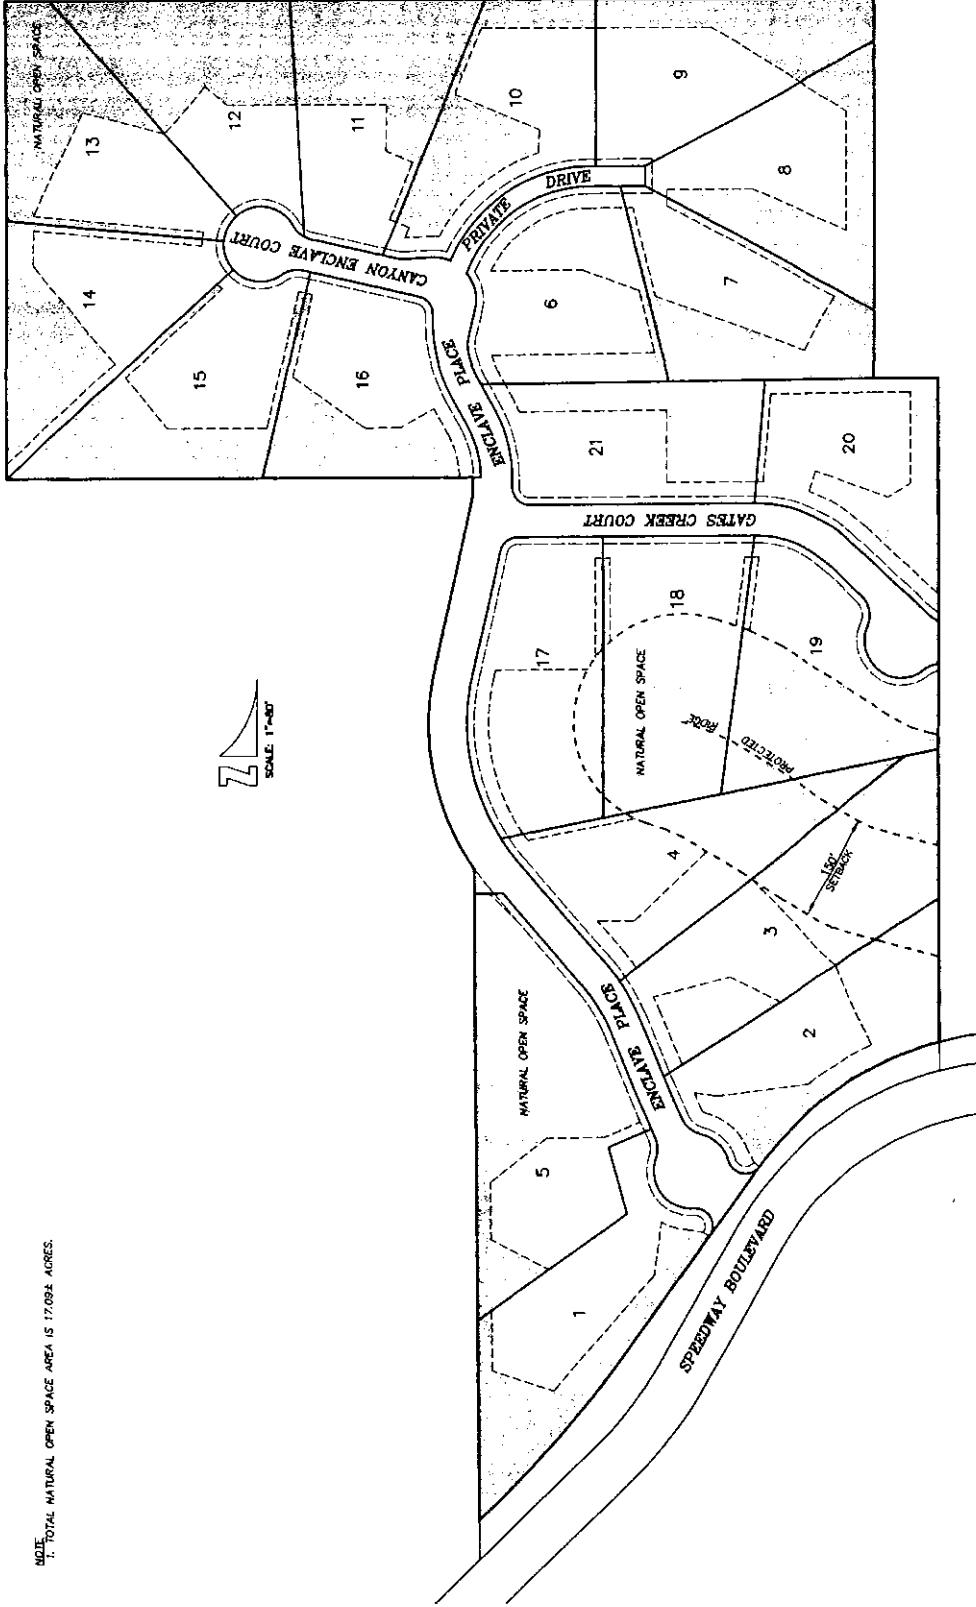 NOTE
1. TOTAL NATURAL OPEN SPACE AREA IS 17.09± ACRES.
SCALE: 1"=80'
NATURAL OPEN SPACE
13
12
11
10
9
8
7
6
14
15
16
CANYON ENCLAVE COURT
PRIVATE DRIVE
ENCLAVE PLACE
21
20
GATES CREEK COURT
17
18
19
NATURAL OPEN SPACE
PROTECTED RIDGE
150'
SETBACK
4
3
2
ENCLAVE PLACE
NATURAL OPEN SPACE
5
1
SPEEDWAY BOULEVARD